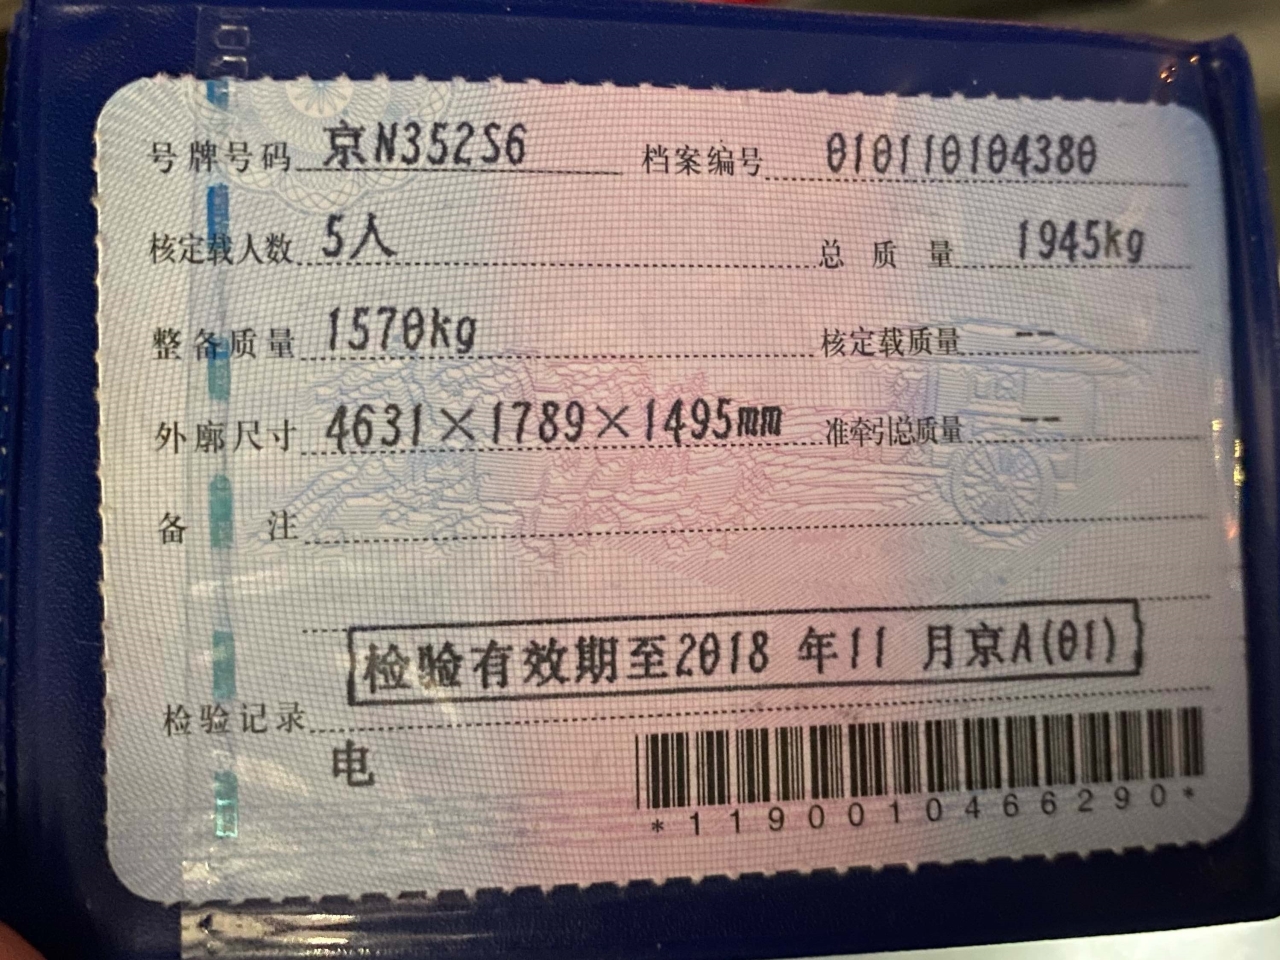 号牌号码 京N352S6 档案编号 010110104380
核定载人数 5人 总质量 1945kg
整备质量 1570kg 核定载质量 --
外廓尺寸 4631×1789×1495mm 准牵引总质量 --
备注
检验有效期至2018 年11 月京A(01)
检验记录
电
*1190010466290*